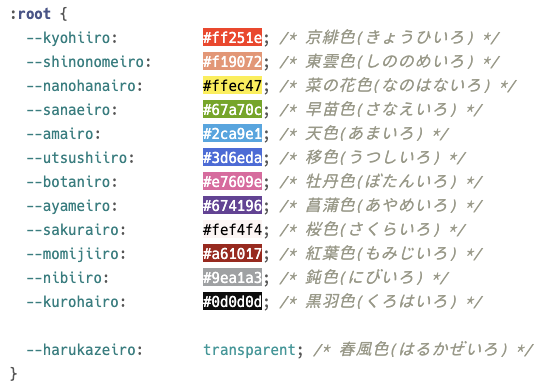 :root {
--kyohiiro: #ff251e; /* 京緋色(きょうひいろ) */
--shinonomeiro: #f19072; /* 東雲色(しののめいろ) */
--nanohanairo: #ffec47; /* 菜の花色(なのはないろ) */
--sanaeiro: #67a70c; /* 早苗色(さなえいろ) */
--amairo: #2ca9e1; /* 天色(あまいろ) */
--utsushiiro: #3d6eda; /* 移色(うつしいろ) */
--botaniro: #e7609e; /* 牡丹色(ぼたんいろ) */
--ayameiro: #674196; /* 菖蒲色(あやめいろ) */
--sakurairo: #fef4f4; /* 桜色(さくらいろ) */
--momijiiro: #a61017; /* 紅葉色(もみじいろ) */
--nibiiro: #9ea1a3; /* 鈍色(にびいろ) */
--kurohairo: #0d0d0d; /* 黒羽色(くろはいろ) */
--harukazeiro: transparent; /* 春風色(はるかぜいろ) */
}